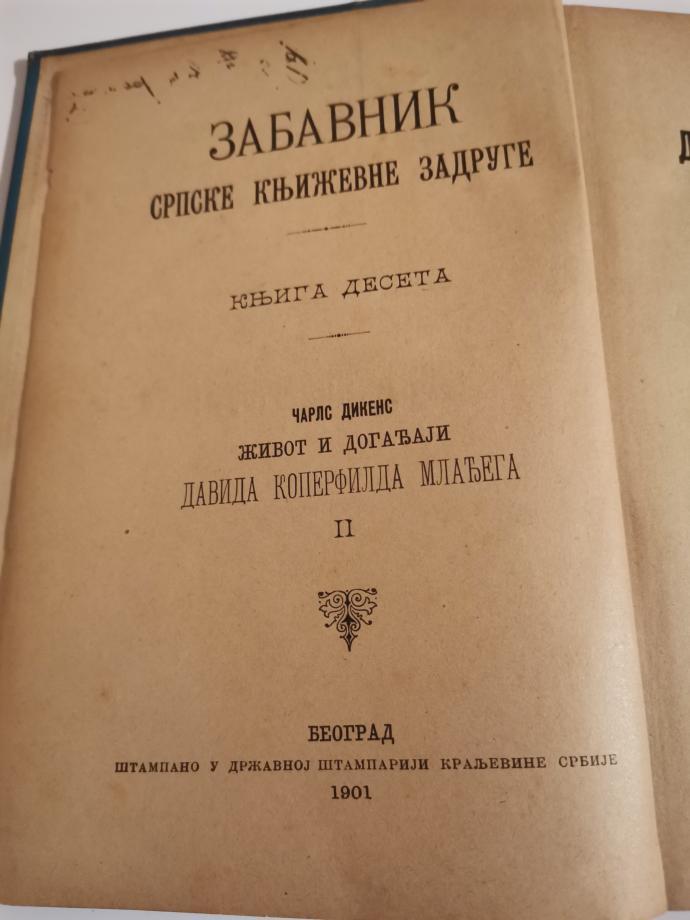 ЗАБАВНИК
СРПСКЕ КЊИЖЕВНЕ ЗАДРУГЕ
КЊИГА ДЕСЕТА
ЧАРЛС ДИКЕНС
ЖИВОТ И ДОГАЂАЈИ
ДАВИДА КОПЕРФИЛДА МЛАЂЕГА
II
БЕОГРАД
ШТАМПАНО У ДРЖАВНОЈ ШТАМПАРИЈИ КРАЉЕВИНЕ СРБИЈЕ
1901